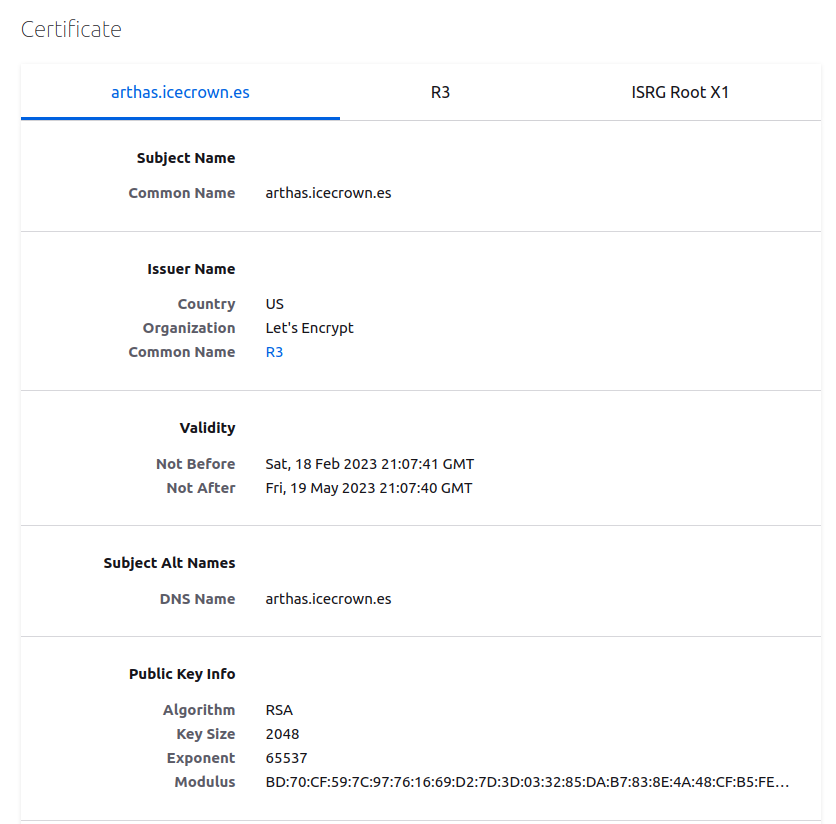 Certificate
arthas.icecrown.es R3 ISRG Root X1
Subject Name
Common Name arthas.icecrown.es
Issuer Name
Country US
Organization Let's Encrypt
Common Name R3
Validity
Not Before Sat, 18 Feb 2023 21:07:41 GMT
Not After Fri, 19 May 2023 21:07:40 GMT
Subject Alt Names
DNS Name arthas.icecrown.es
Public Key Info
Algorithm RSA
Key Size 2048
Exponent 65537
Modulus BD:70:CF:59:7C:97:76:16:69:D2:7D:3D:03:32:85:DA:B7:83:8E:4A:48:CF:B5:FE…